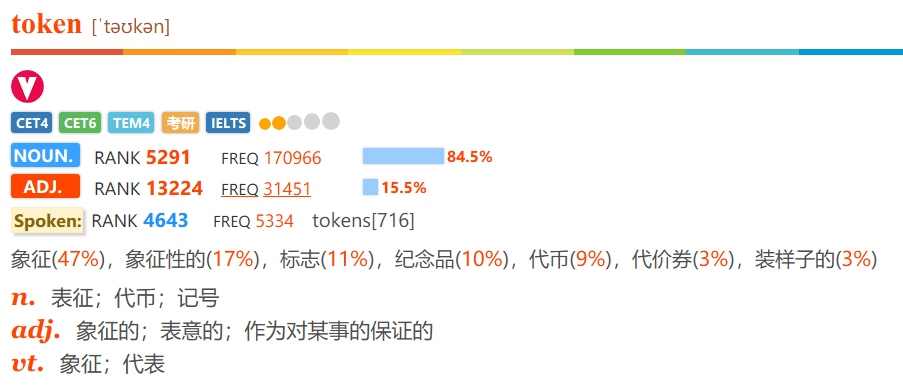 token [ˈtəʊkən]
V
CET4 CET6 TEM4 考研 IELTS
NOUN. RANK 5291 FREQ 170966 84.5%
ADJ. RANK 13224 FREQ 31451 15.5%
Spoken: RANK 4643 FREQ 5334 tokens[716]
象征(47%)，象征性的(17%)，标志(11%)，纪念品(10%)，代币(9%)，代价券(3%)，装样子的(3%)
n. 表征；代币；记号
adj. 象征的；表意的；作为对某事的保证的
vt. 象征；代表